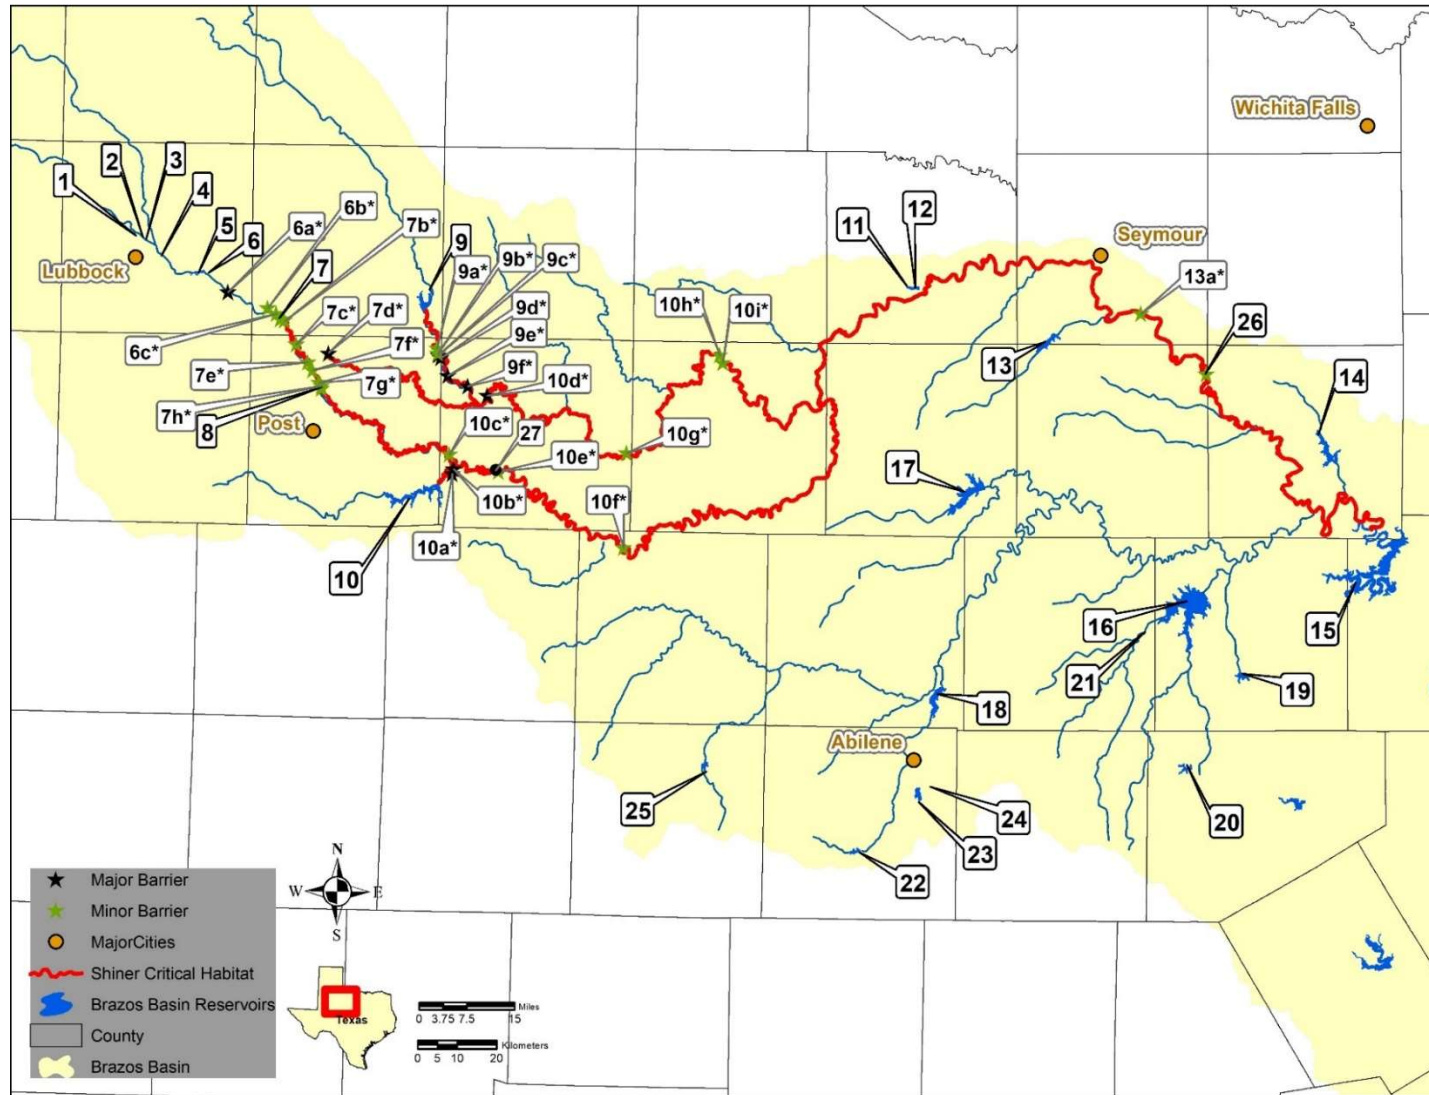 Wichita Falls
1
2
3
4
5
6
6a*
6b*
7
7b*
9
9a*
9b*
9c*
11
12
Seymour
Lubbock
13a*
10h*
10i*
9d*
26
7c*
7d*
9e*
6c*
7f*
13
7e*
9f*
10d*
14
7g*
7h*
8
Post
10c*
27
10g*
10e*
17
10b*
10f*
10a*
10
16
15
21
19
18
Abilene
25
24
20
23
22
Major Barrier
Minor Barrier
MajorCities
Shiner Critical Habitat
Brazos Basin Reservoirs
County
Brazos Basin
N
W E
S
Texas
Miles
0 3.75 7.5 15
Kilometers
0 5 10 20